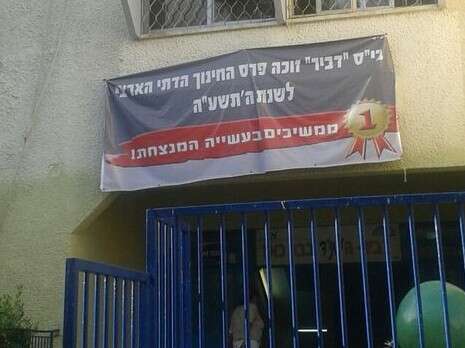 בי"ס "דביר" זוכה פרס החינוך הדתי הארצי
לשנת ה'תשע"ה
ממשיכים בעשייה המנצחת!
1